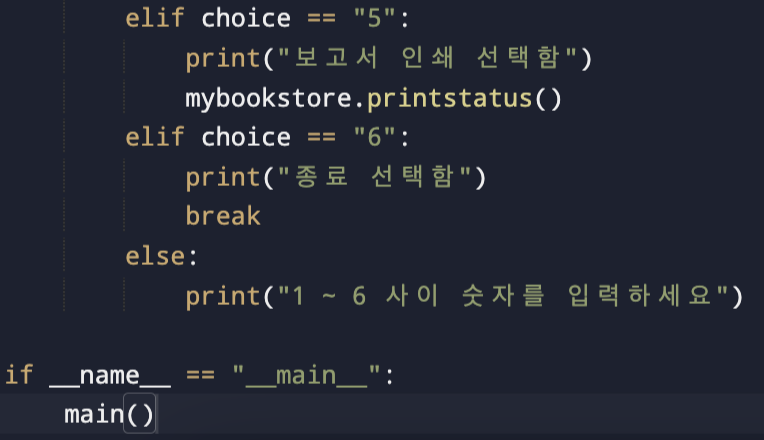 elif choice == "5":
print("보고서 인쇄 선택함")
mybookstore.printstatus()
elif choice == "6":
print("종료 선택함")
break
else:
print("1 ~ 6 사이 숫자를 입력하세요")
if __name__ == "__main__":
main()